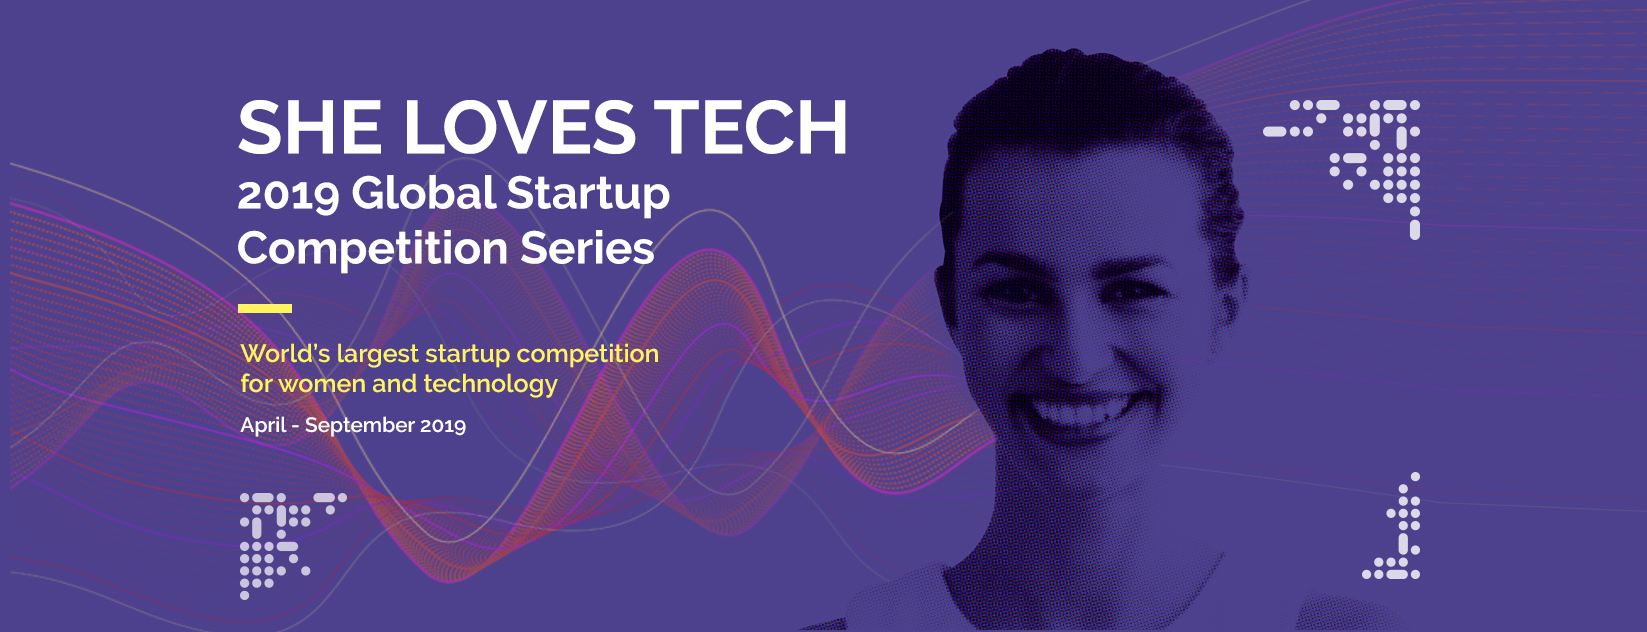 SHE LOVES TECH
2019 Global Startup
Competition Series
World's largest startup competition
for women and technology
April - September 2019